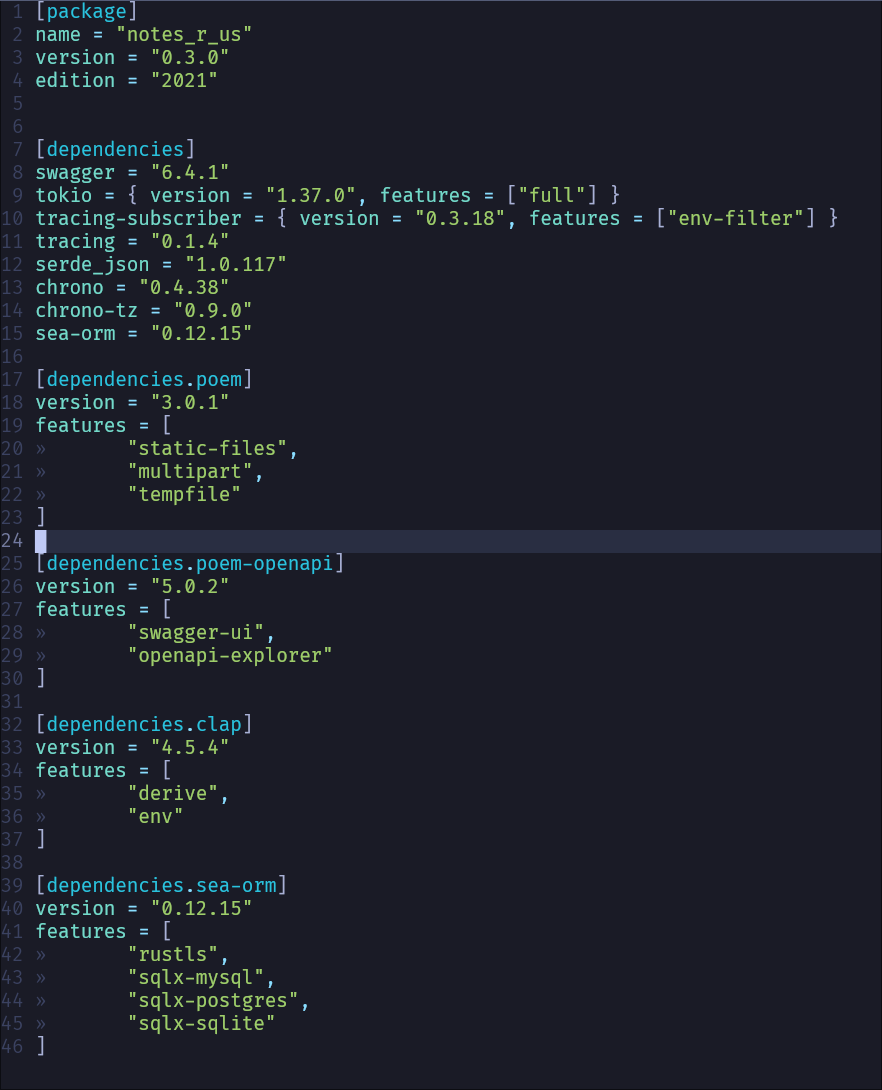 1 [package]
2 name = "notes_r_us"
3 version = "0.3.0"
4 edition = "2021"
5
6
7 [dependencies]
8 swagger = "6.4.1"
9 tokio = { version = "1.37.0", features = ["full"] }
10 tracing-subscriber = { version = "0.3.18", features = ["env-filter"] }
11 tracing = "0.1.4"
12 serde_json = "1.0.117"
13 chrono = "0.4.38"
14 chrono-tz = "0.9.0"
15 sea-orm = "0.12.15"
16
17 [dependencies.poem]
18 version = "3.0.1"
19 features = [
20 » "static-files",
21 » "multipart",
22 » "tempfile"
23 ]
24
25 [dependencies.poem-openapi]
26 version = "5.0.2"
27 features = [
28 » "swagger-ui",
29 » "openapi-explorer"
30 ]
31
32 [dependencies.clap]
33 version = "4.5.4"
34 features = [
35 » "derive",
36 » "env"
37 ]
38
39 [dependencies.sea-orm]
40 version = "0.12.15"
41 features = [
42 » "rustls",
43 » "sqlx-mysql",
44 » "sqlx-postgres",
45 » "sqlx-sqlite"
46 ]